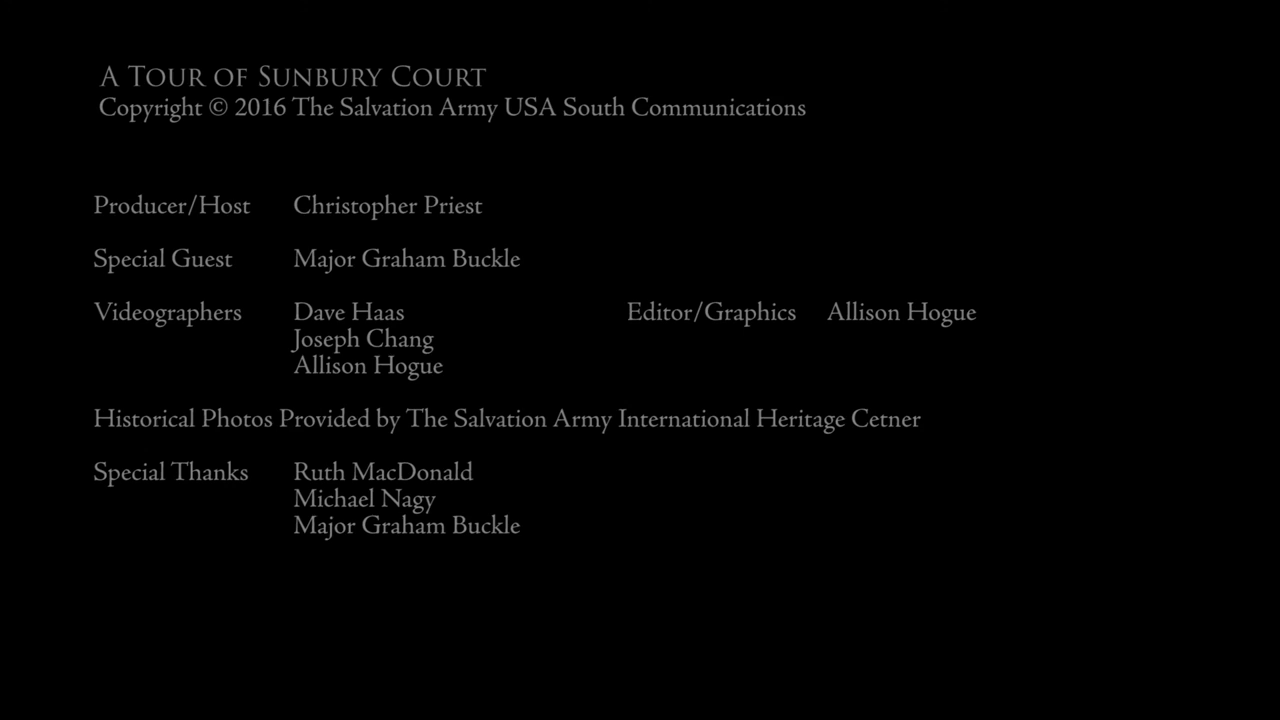 A Tour of Sunbury Court
Copyright © 2016 The Salvation Army USA South Communications
Producer/Host Christopher Priest
Special Guest Major Graham Buckle
Videographers Dave Haas Editor/Graphics Allison Hogue
Joseph Chang
Allison Hogue
Historical Photos Provided by The Salvation Army International Heritage Cetner
Special Thanks Ruth MacDonald
Michael Nagy
Major Graham Buckle